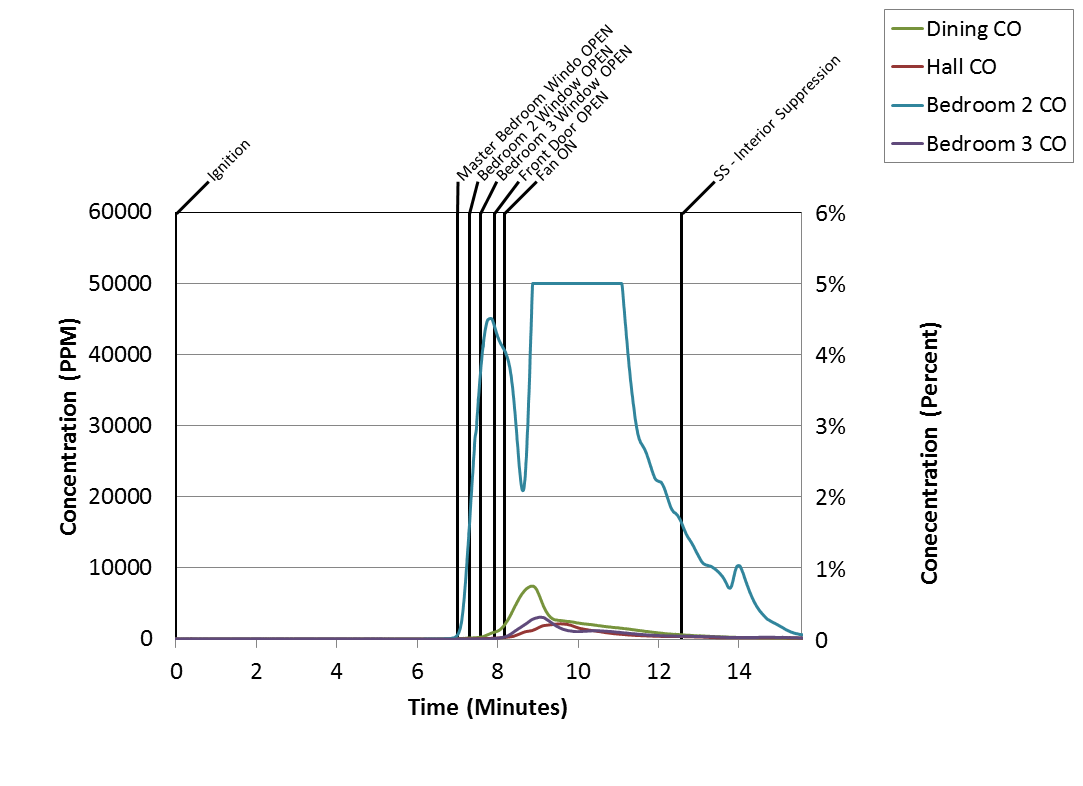 Dining CO
Hall CO
Bedroom 2 CO
Bedroom 3 CO
Ignition
Master Bedroom Windo OPEN
Bedroom 2 Window OPEN
Bedroom 3 Window OPEN
Front Door OPEN
Fan ON
SS - Interior Suppression
60000
50000
40000
30000
20000
10000
0
Concentration (PPM)
6%
5%
4%
3%
2%
1%
0
Conecentration (Percent)
0 2 4 6 8 10 12 14
Time (Minutes)